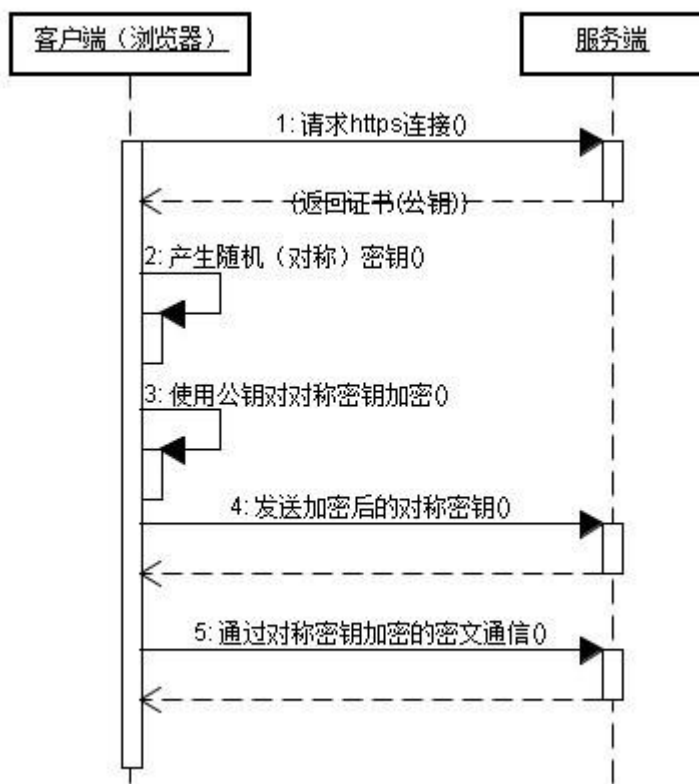 客户端（浏览器）
服务端
1: 请求https连接()
(返回证书(公钥))
2: 产生随机（对称）密钥()
3: 使用公钥对对称密钥加密()
4: 发送加密后的对称密钥()
5: 通过对称密钥加密的密文通信()